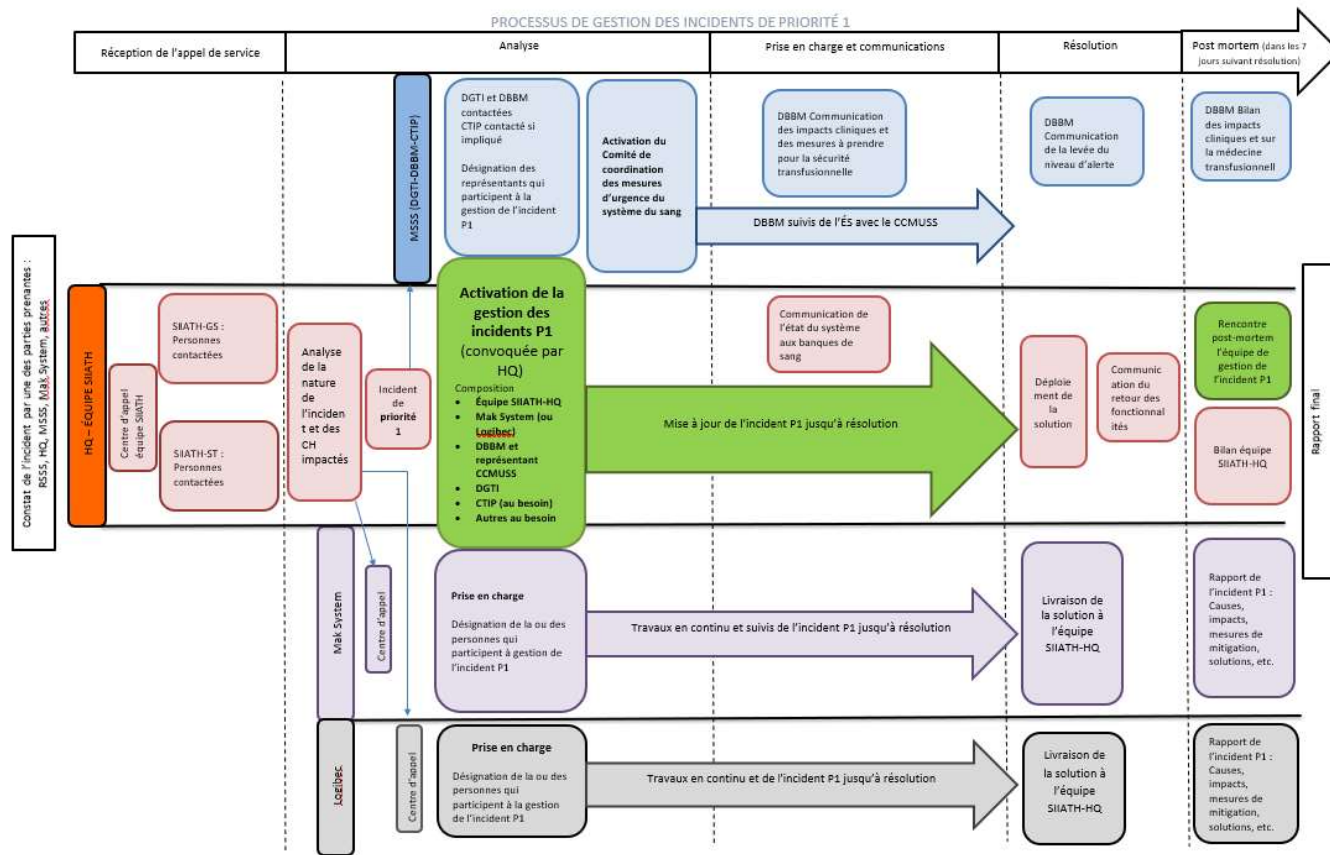 PROCESSUS DE GESTION DES INCIDENTS DE PRIORITÉ 1
Réception de l'appel de service
Analyse
Prise en charge et communications
Résolution
Post mortem (dans les 7
jours suivant résolution)
MSSS (DGTI-DBBM-CTIP)
DGTI et DBBM
contactées
CTIP contacté si
impliqué
Désignation des
représentants qui
participent à la
gestion de l'incident
P1
Activation du
Comité de
coordination
des mesures
d'urgence du
système du sang
DBBM Communication
des impacts cliniques et
des mesures à prendre
pour la sécurité
transfusionnelle
DBBM suivis de l'ÉS avec le CCMUSS
DBBM
Communication
de la levée du
niveau d'alerte
DBBM Bilan
des impacts
cliniques et sur
la médecine
transfusionnell
Constat de l'incident par une des parties prenantes :
RSSS, HQ, MSSS, Mak System, autres
HQ – ÉQUIPE SIIATH
Centre d'appel
équipe SIIATH
SIIATH-GS :
Personnes
contactées
SIIATH-ST :
Personnes
contactées
Analyse
de la
nature de
l'inciden
t et des
CH
impactés
Incident
de
priorité
1
Activation de la
gestion des
incidents P1
(convoquée par
HQ)
Composition
• Équipe SIIATH-HQ
• Mak System (ou
Logibec)
• DBBM et
représentant
CCMUSS
• DGTI
• CTIP (au besoin)
• Autres au besoin
Communication de
l'état du système
aux banques de
sang
Mise à jour de l'incident P1 jusqu'à résolution
Déploie
ment de
la
solution
Communic
ation du
retour des
fonctionnal
ités
Rencontre
post-mortem
l'équipe de
gestion de
l'incident P1
Bilan équipe
SIIATH-HQ
Rapport final
Mak System
Centre d'appel
Prise en charge
Désignation de la ou des
personnes qui
participent à gestion de
l'incident P1
Travaux en continu et suivis de l'incident P1 jusqu'à résolution
Livraison de
la solution à
l'équipe
SIIATH-HQ
Rapport de
l'incident P1 :
Causes,
impacts,
mesures de
mitigation,
solutions, etc.
Logibec
Centre d'appel
Prise en charge
Désignation de la ou des
personnes qui
participent à la gestion
de l'incident P1
Travaux en continu et de l'incident P1 jusqu'à résolution
Livraison de
la solution à
l'équipe
SIIATH-HQ
Rapport de
l'incident P1 :
Causes,
impacts,
mesures de
mitigation,
solutions, etc.